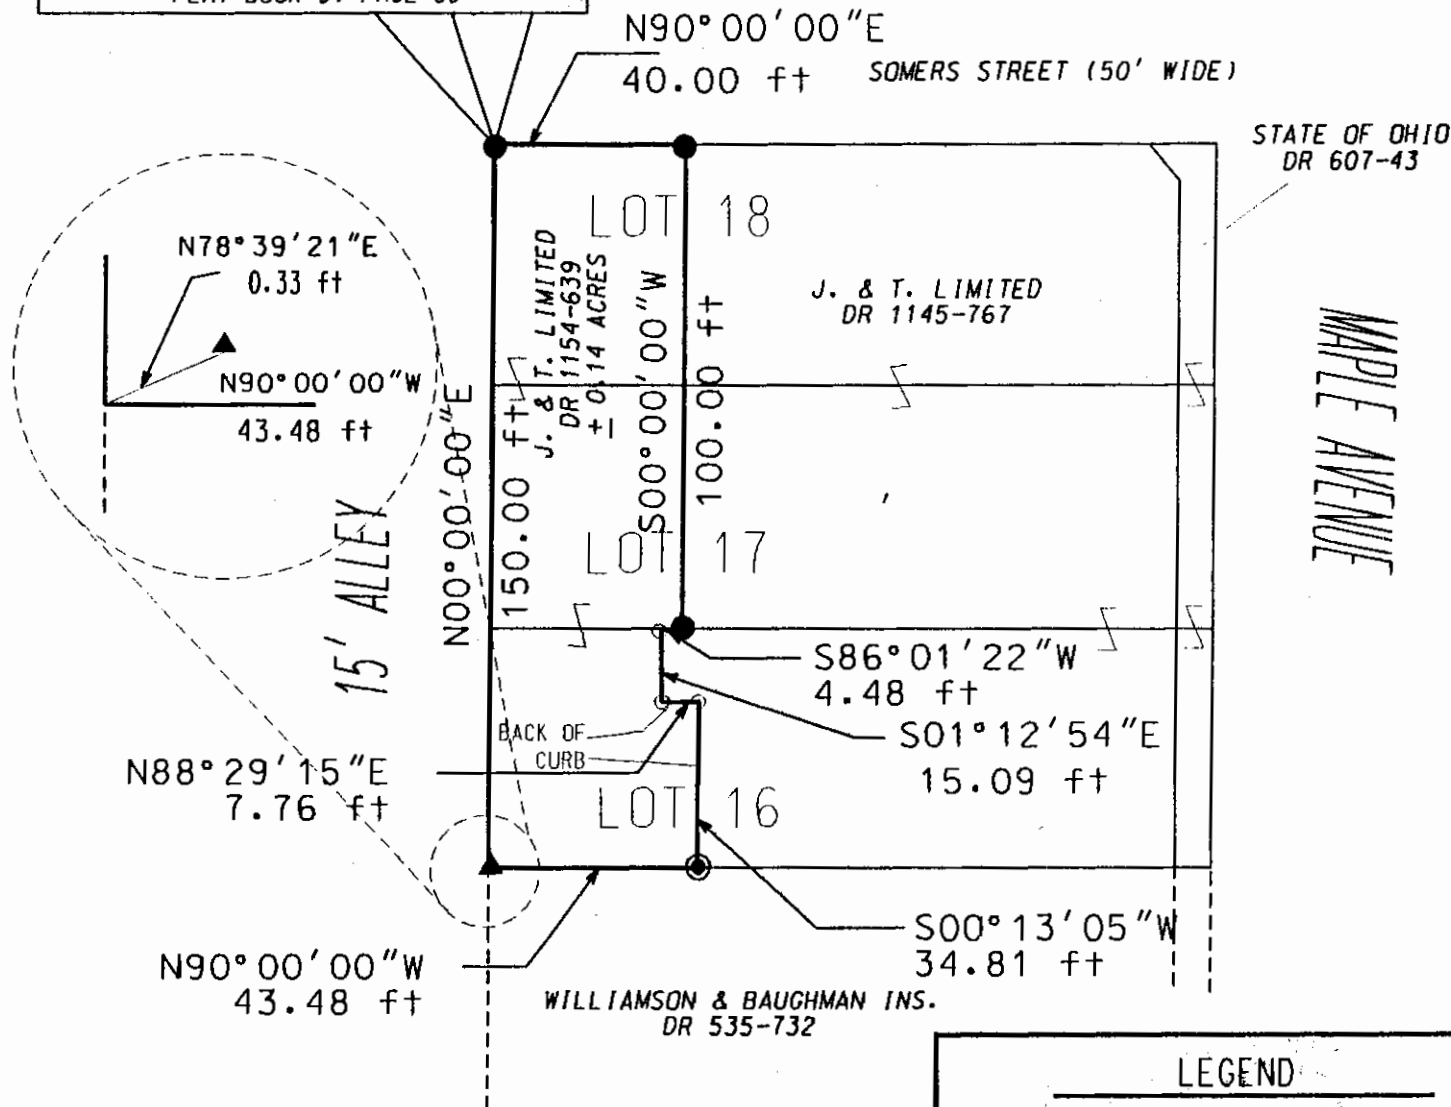 N90°00'00"E
40.00 ft
SOMERS STREET (50' WIDE)
STATE OF OHIO
DR 607-43
LOT 18
N78°39'21"E
0.33 ft
J. & T. LIMITED
DR 1154-639
± 0.14 ACRES
S00°00'00"W
100.00 ft
J. & T. LIMITED
DR 1145-767
MAPLE AVENUE
N90°00'00"W
43.48 ft
N00°00'00"E
150.00 ft
15' ALLEY
LOT 17
S86°01'22"W
4.48 ft
BACK OF
CURB
S01°12'54"E
15.09 ft
N88°29'15"E
7.76 ft
LOT 16
S00°13'05"W
34.81 ft
N90°00'00"W
43.48 ft
WILLIAMSON & BAUGHMAN INS.
DR 535-732
LEGEND